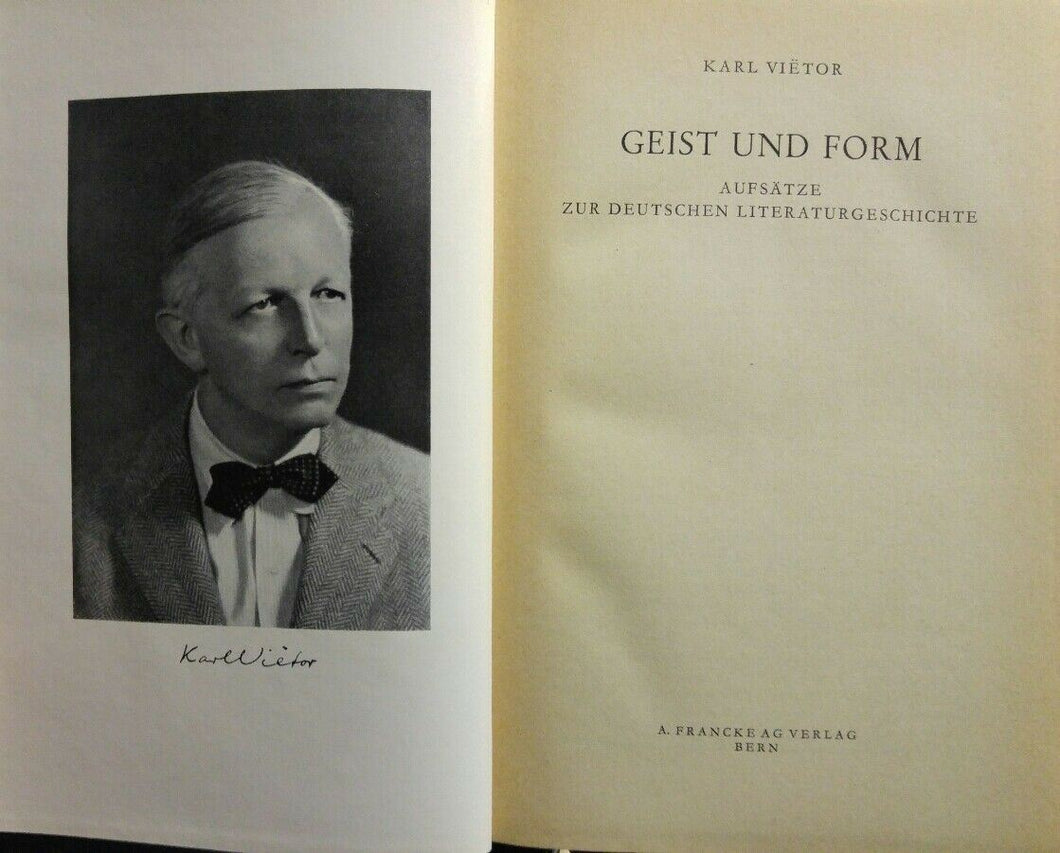 Karl Viëtor
KARL VIËTOR
GEIST UND FORM
AUFSÄTZE
ZUR DEUTSCHEN LITERATURGESCHICHTE
A. FRANCKE AG VERLAG
BERN